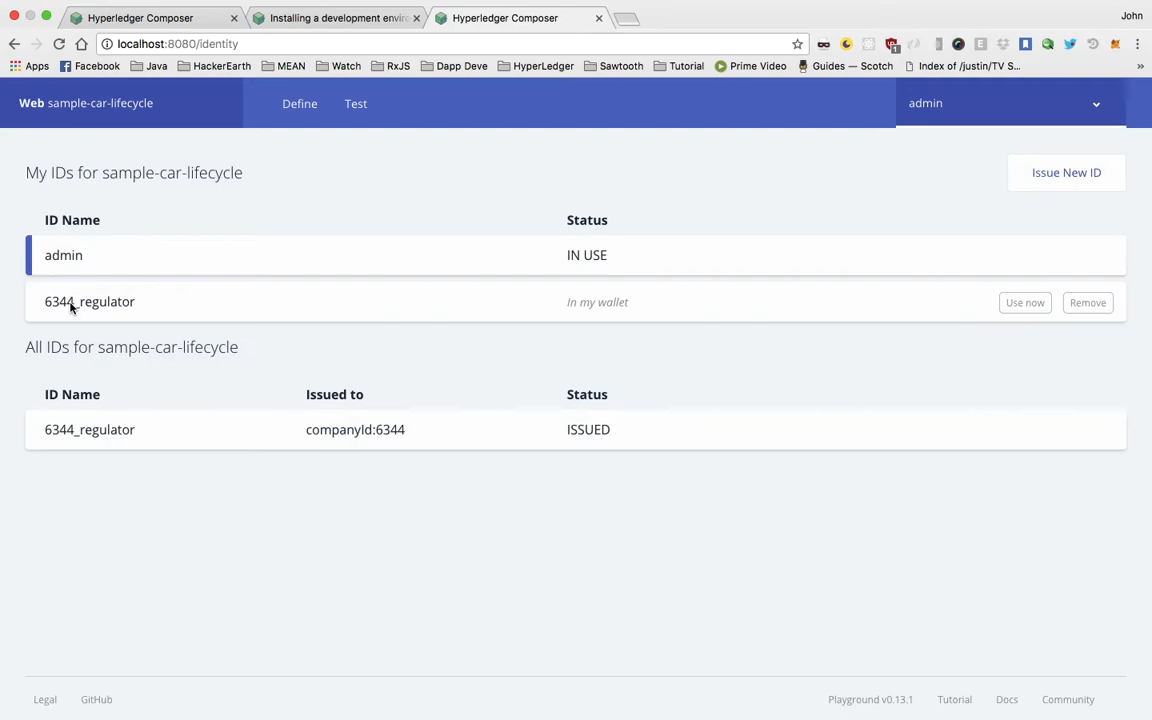 Hyperledger Composer
Installing a development envir
Hyperledger Composer
John
localhost:8080/identity
Apps
Facebook
Java
HackerEarth
MEAN
Watch
RxJS
Dapp Deve
HyperLedger
Sawtooth
Tutorial
Prime Video
Guides — Scotch
Index of /justin/TV S...
»
Web sample-car-lifecycle
Define
Test
admin
My IDs for sample-car-lifecycle
Issue New ID
ID Name Status
admin IN USE
6344_regulator In my wallet Use now Remove
All IDs for sample-car-lifecycle
ID Name Issued to Status
6344_regulator companyId:6344 ISSUED
Legal GitHub Playground v0.13.1 Tutorial Docs Community